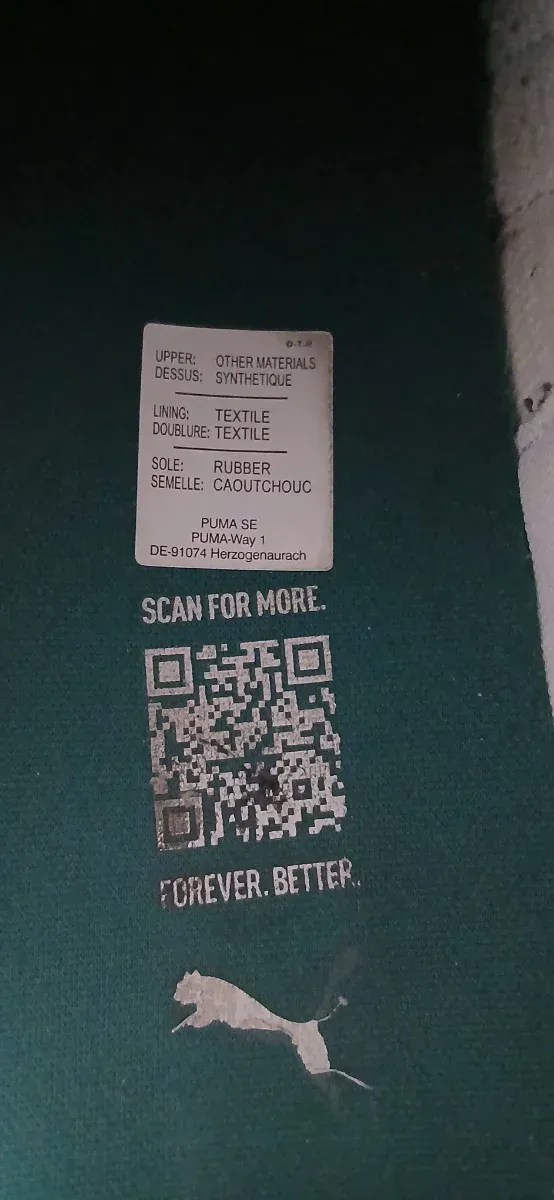 UPPER: OTHER MATERIALS
DESSUS: SYNTHETIQUE
LINING: TEXTILE
DOUBLURE: TEXTILE
SOLE: RUBBER
SEMELLE: CAOUTCHOUC
PUMA SE
PUMA-Way 1
DE-91074 Herzogenaurach
SCAN FOR MORE.
FOREVER. BETTER.